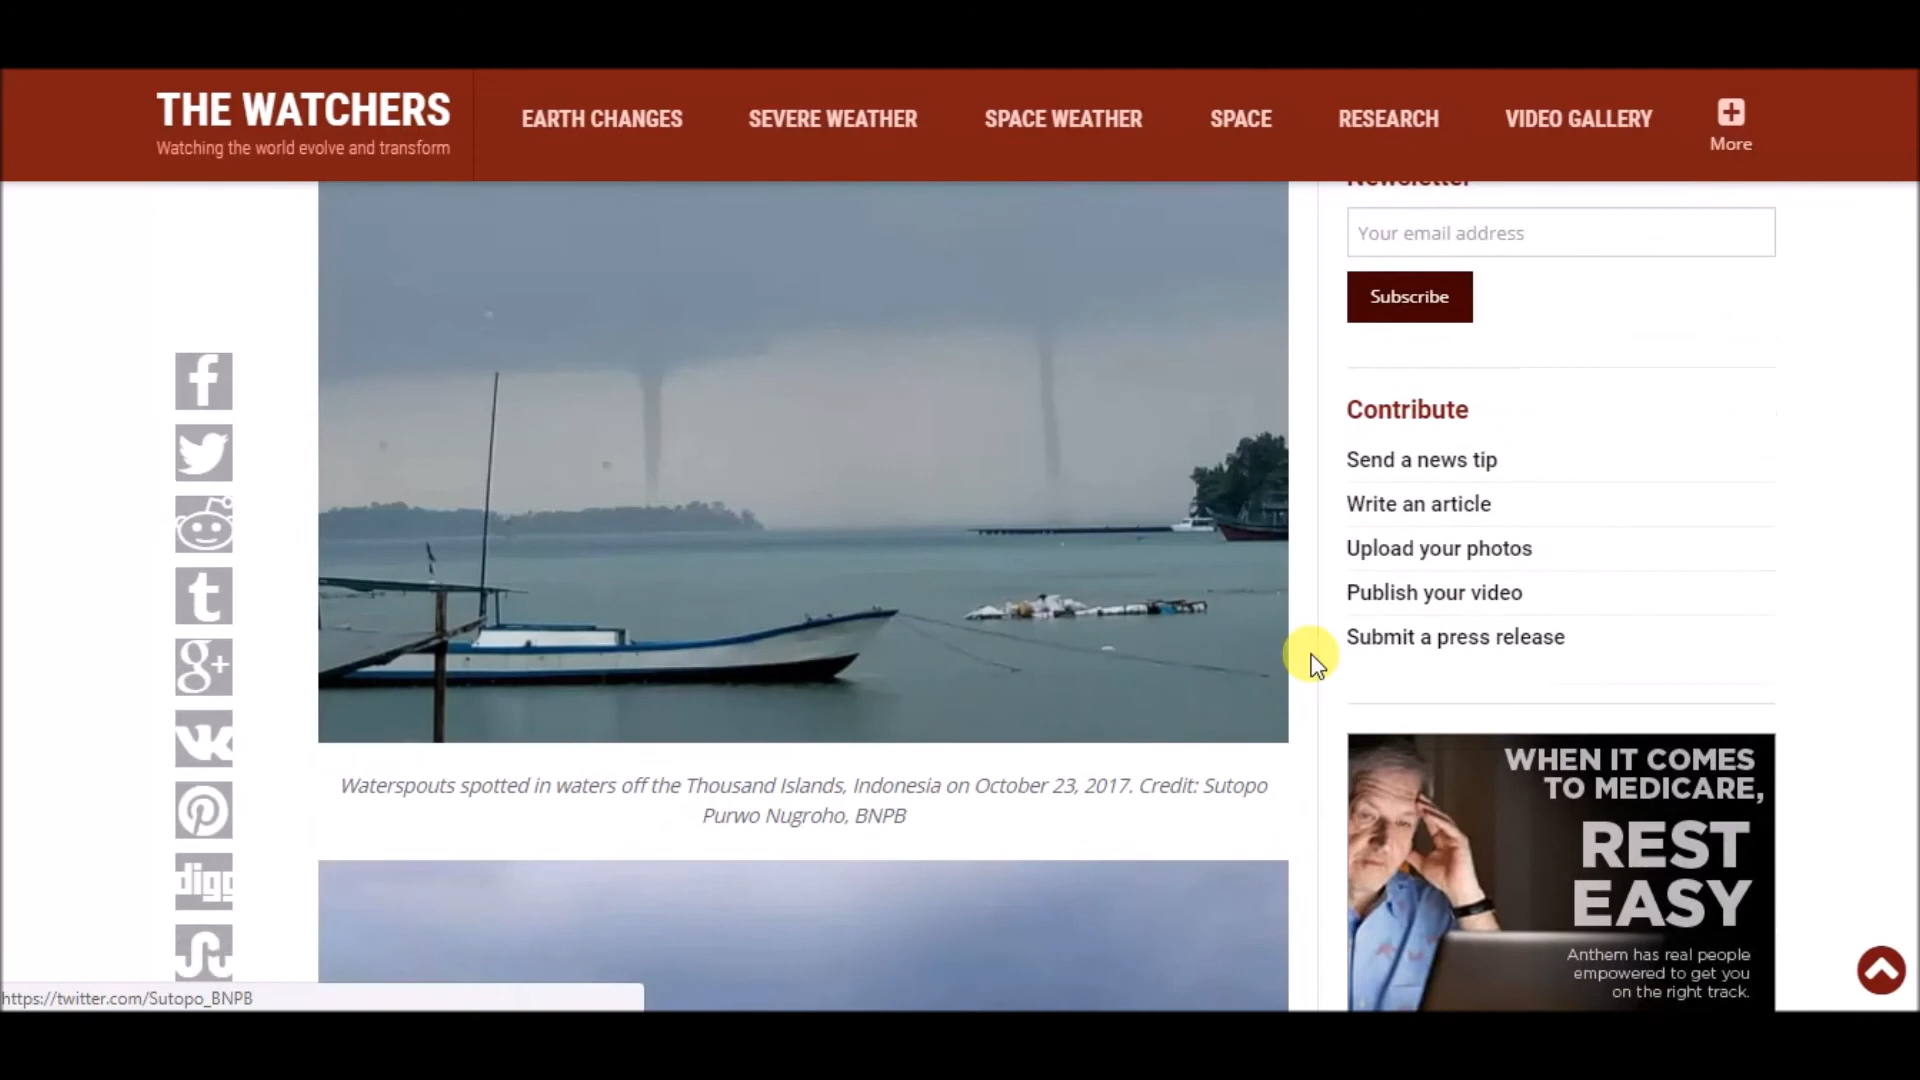 THE WATCHERS
Watching the world evolve and transform
EARTH CHANGES
SEVERE WEATHER
SPACE WEATHER
SPACE
RESEARCH
VIDEO GALLERY
More
Newsletter
Your email address
Subscribe
Contribute
Send a news tip
Write an article
Upload your photos
Publish your video
Submit a press release
Waterspouts spotted in waters off the Thousand Islands, Indonesia on October 23, 2017. Credit: Sutopo
Purwo Nugroho, BNPB
digg
WHEN IT COMES
TO MEDICARE,
REST
EASY
Anthem has real people
empowered to get you
on the right track.
https://twitter.com/Sutopo_BNPB